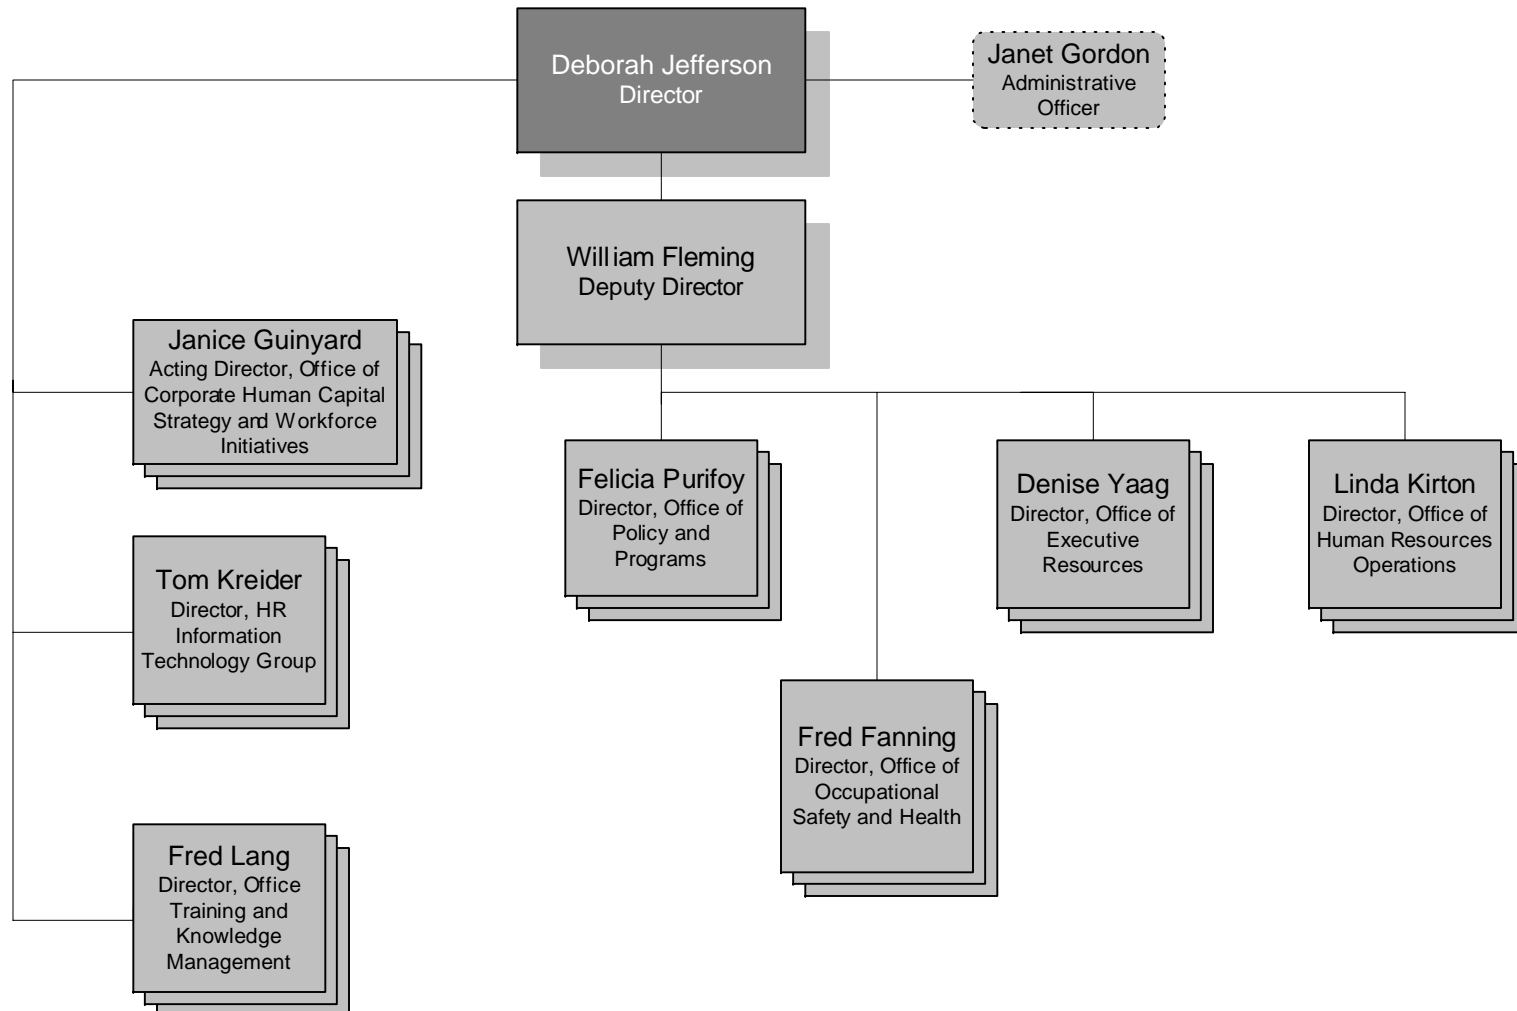 Deborah Jefferson
Director
Janet Gordon
Administrative
Officer
William Fleming
Deputy Director
Janice Guinyard
Acting Director, Office of
Corporate Human Capital
Strategy and Workforce
Initiatives
Felicia Purifoy
Director, Office of
Policy and
Programs
Denise Yaag
Director, Office of
Executive
Resources
Linda Kirton
Director, Office of
Human Resources
Operations
Tom Kreider
Director, HR
Information
Technology Group
Fred Fanning
Director, Office of
Occupational
Safety and Health
Fred Lang
Director, Office
Training and
Knowledge
Management